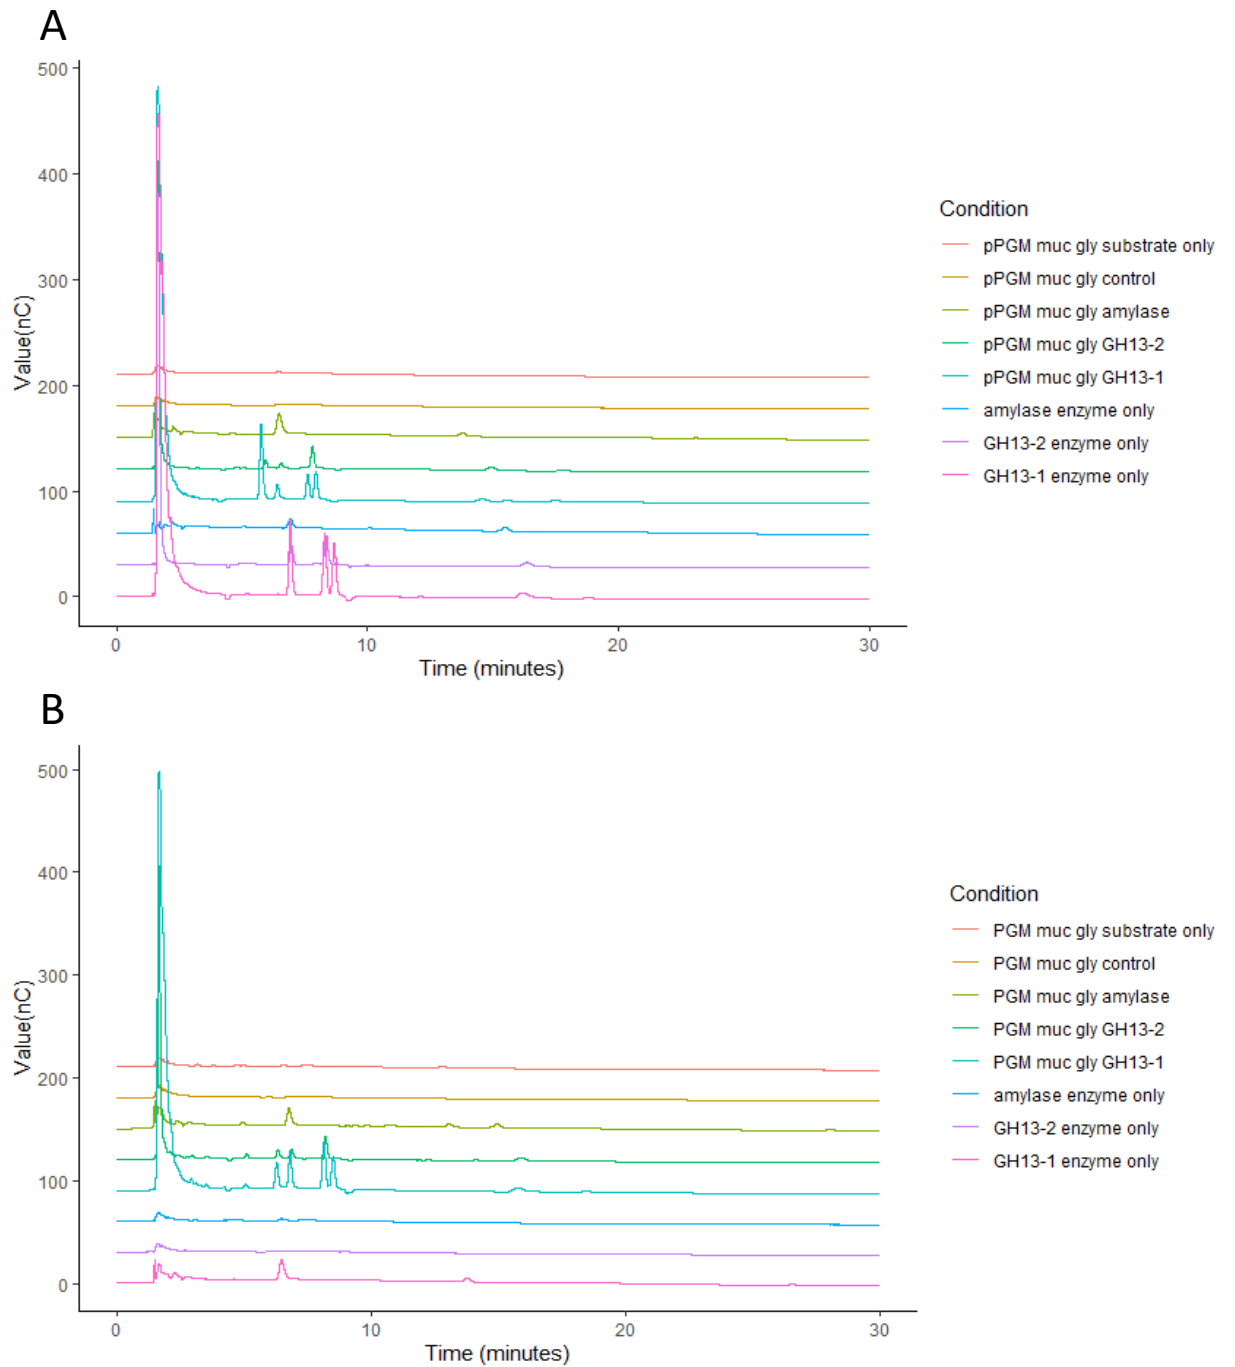 A
500
400
300
200
100
0
Value(nC)
0
10
20
30
Time (minutes)
Condition
pPGM muc gly substrate only
pPGM muc gly control
pPGM muc gly amylase
pPGM muc gly GH13-2
pPGM muc gly GH13-1
amylase enzyme only
GH13-2 enzyme only
GH13-1 enzyme only
B
500
400
300
200
100
0
Value(nC)
0
10
20
30
Time (minutes)
Condition
PGM muc gly substrate only
PGM muc gly control
PGM muc gly amylase
PGM muc gly GH13-2
PGM muc gly GH13-1
amylase enzyme only
GH13-2 enzyme only
GH13-1 enzyme only